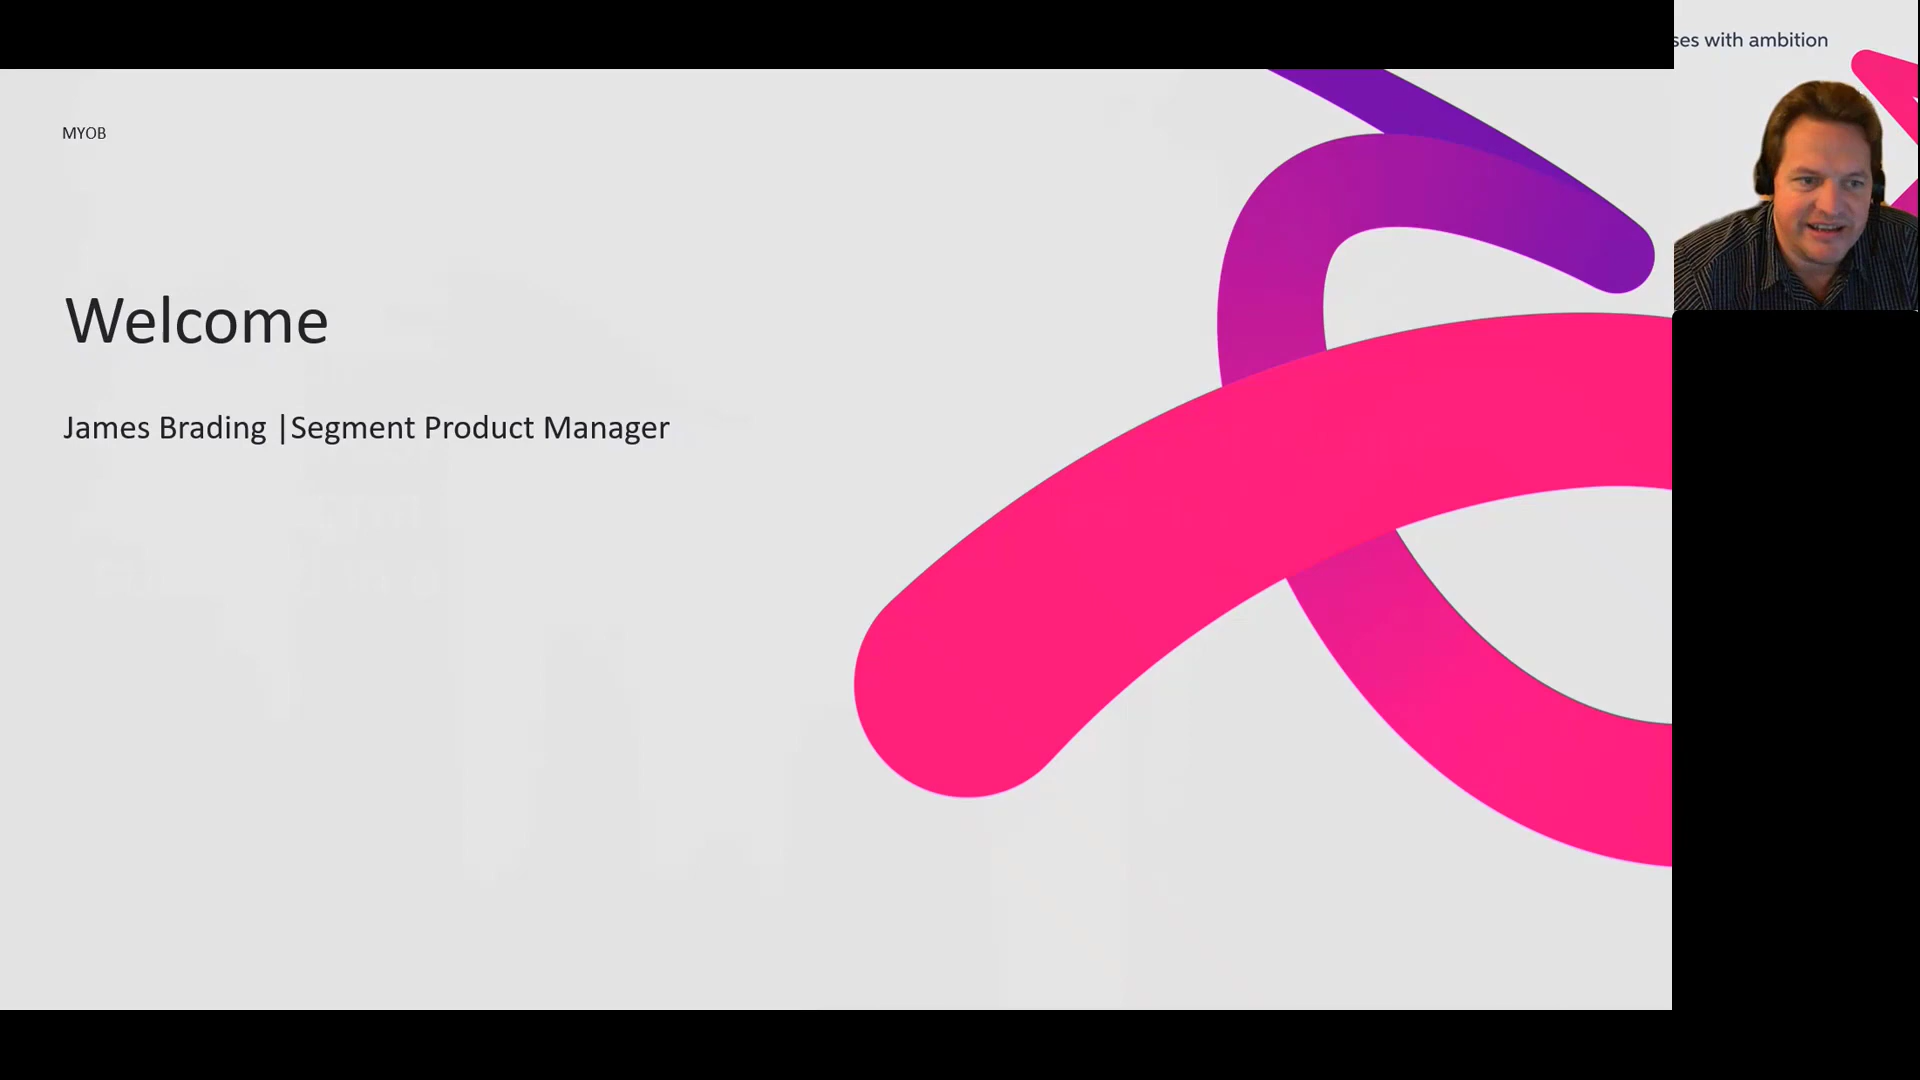 ses with ambition
MYOB
Welcome
James Brading |Segment Product Manager